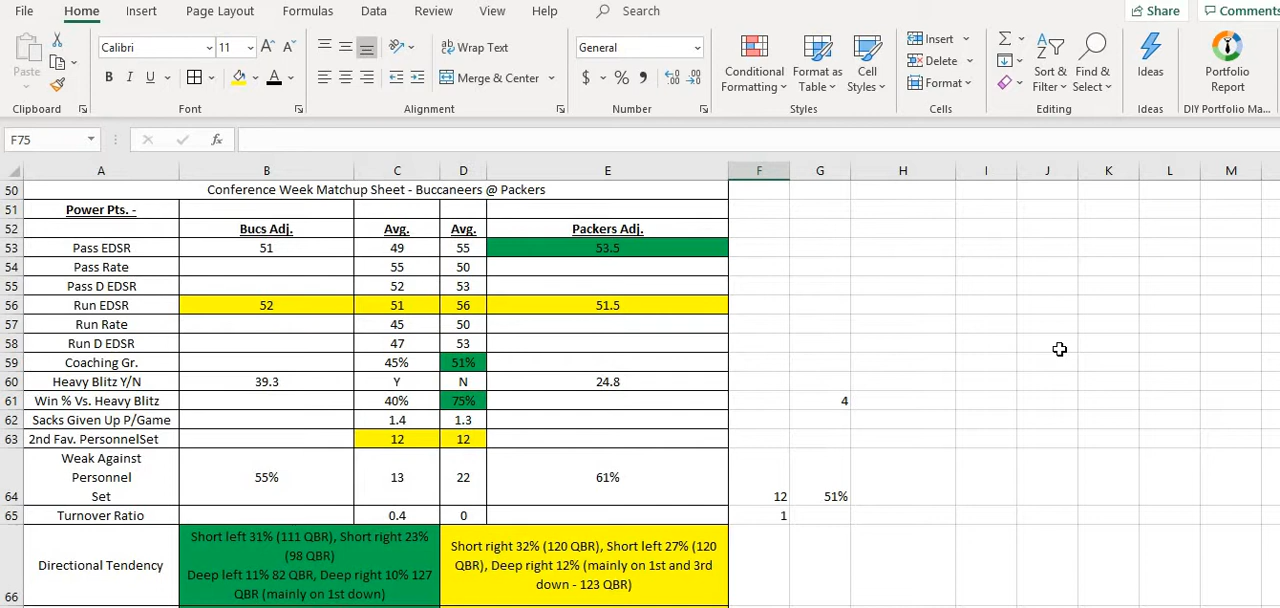 File Home Insert Page Layout Formulas Data Review View Help Search Share Comments
Paste Calibri 11 A A Wrap Text General Insert Sort & Find & Ideas Portfolio
B I U A Merge & Center $ % Conditional Format as Cell Delete Filter Select Report
Formatting Table Styles Format
Clipboard Font Alignment Number Styles Cells Editing Ideas DIY Portfolio Ma...
F75 fx
A B C D E F G H I J K L M
50 Conference Week Matchup Sheet - Buccaneers @ Packers
51 Power Pts. -
52 Bucs Adj. Avg. Avg. Packers Adj.
53 Pass EDSR 51 49 55 53.5
54 Pass Rate 55 50
55 Pass D EDSR 52 53
56 Run EDSR 52 51 56 51.5
57 Run Rate 45 50
58 Run D EDSR 47 53
59 Coaching Gr. 45% 51%
60 Heavy Blitz Y/N 39.3 Y N 24.8
61 Win % Vs. Heavy Blitz 40% 75% 4
62 Sacks Given Up P/Game 1.4 1.3
63 2nd Fav. PersonnelSet 12 12
Weak Against
Personnel 55% 13 22 61%
64 Set 12 51%
65 Turnover Ratio 0.4 0 1
66 Directional Tendency
Short left 31% (111 QBR), Short right 23%
(98 QBR)
Deep left 11% 82 QBR, Deep right 10% 127
QBR (mainly on 1st down)
Short right 32% (120 QBR), Short left 27% (120
QBR), Deep right 12% (mainly on 1st and 3rd
down - 123 QBR)